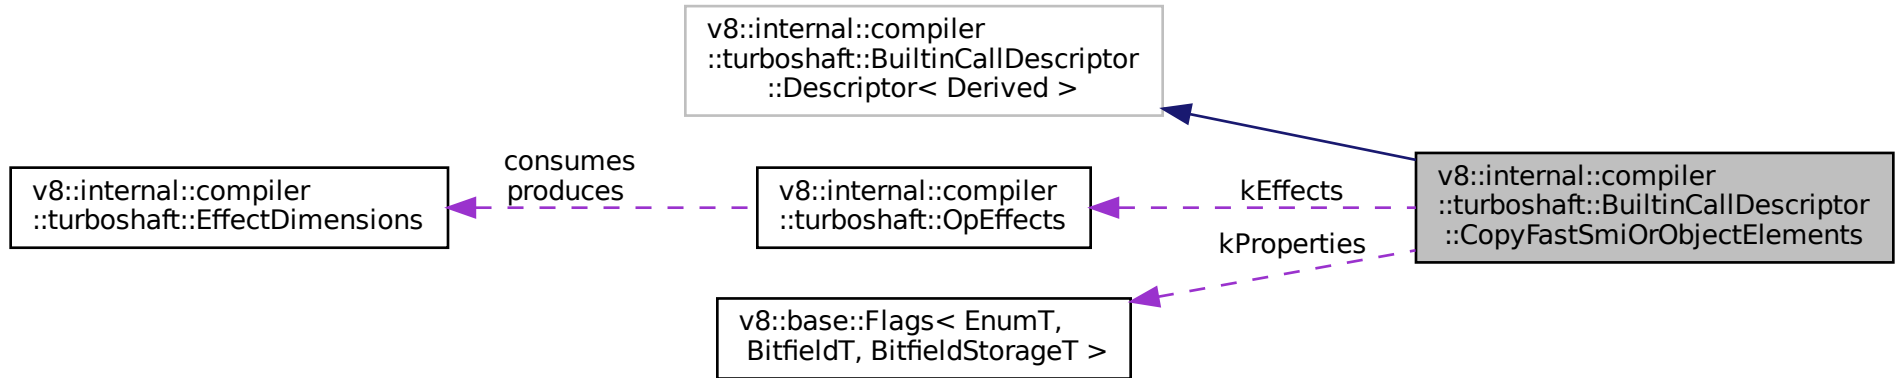 v8::internal::compiler
::turboshaft::BuiltinCallDescriptor
::Descriptor< Derived >
v8::internal::compiler
::turboshaft::EffectDimensions
consumes
produces
v8::internal::compiler
::turboshaft::OpEffects
kEffects
kProperties
v8::internal::compiler
::turboshaft::BuiltinCallDescriptor
::CopyFastSmiOrObjectElements
v8::base::Flags< EnumT,
BitfieldT, BitfieldStorageT >